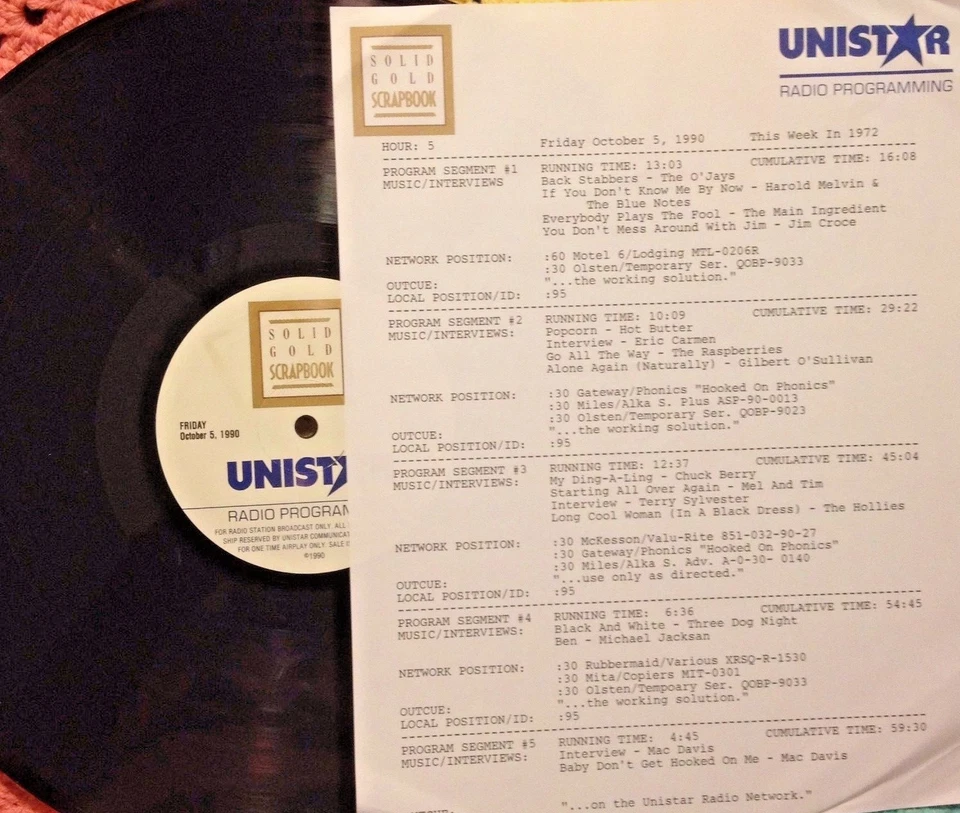 SOLID
GOLD
SCRAPBOOK
UNISTAR
RADIO PROGRAMMING
HOUR: 5 Friday October 5, 1990 This Week In 1972
PROGRAM SEGMENT #1 RUNNING TIME: 13:03 CUMULATIVE TIME: 16:08
MUSIC/INTERVIEWS Back Stabbers - The O'Jays
If You Don't Know Me By Now - Harold Melvin &
The Blue Notes
Everybody Plays The Fool - The Main Ingredient
You Don't Mess Around With Jim - Jim Croce
NETWORK POSITION: :60 Motel 6/Lodging MTL-0206R
:30 Olsten/Temporary Ser. QOBP-9033
OUTCUE: "...the working solution."
LOCAL POSITION/ID: :95
PROGRAM SEGMENT #2 RUNNING TIME: 10:09 CUMULATIVE TIME: 29:22
MUSIC/INTERVIEWS: Popcorn - Hot Butter
Interview - Eric Carmen
Go All The Way - The Raspberries
Alone Again (Naturally) - Gilbert O'Sullivan
NETWORK POSITION: :30 Gateway/Phonics "Hooked On Phonics"
:30 Miles/Alka S. Plus ASP-90-0013
:30 Olsten/Temporary Ser. QOBP-9023
OUTCUE: "...the working solution."
LOCAL POSITION/ID: :95
PROGRAM SEGMENT #3 RUNNING TIME: 12:37 CUMULATIVE TIME: 45:04
MUSIC/INTERVIEWS: My Ding-A-Ling - Chuck Berry
Starting All Over Again - Mel And Tim
Interview - Terry Sylvester
Long Cool Woman (In A Black Dress) - The Hollies
NETWORK POSITION: :30 McKesson/Valu-Rite 851-032-90-27
:30 Gateway/Phonics "Hooked On Phonics"
:30 Miles/Alka S. Adv. A-0-30- 0140
OUTCUE: "...use only as directed."
LOCAL POSITION/ID: :95
PROGRAM SEGMENT #4 RUNNING TIME: 6:36 CUMULATIVE TIME: 54:45
MUSIC/INTERVIEWS: Black And White - Three Dog Night
Ben - Michael Jacksan
NETWORK POSITION: :30 Rubbermaid/Various XRSQ-R-1530
:30 Mita/Copiers MIT-0301
:30 Olsten/Tempoary Ser. QOBP-9033
OUTCUE: "...the working solution."
LOCAL POSITION/ID: :95
PROGRAM SEGMENT #5 RUNNING TIME: 4:45 CUMULATIVE TIME: 59:30
MUSIC/INTERVIEWS: Interview - Mac Davis
Baby Don't Get Hooked On Me - Mac Davis
OUTCUE: "...on the Unistar Radio Network."
SOLID
GOLD
SCRAPBOOK
FRIDAY
October 5, 1990
UNIST
RADIO PROGRAM
FOR RADIO STATION BROADCAST ONLY. ALL
SHIP RESERVED BY UNISTAR COMMUNICAT
FOR ONE TIME AIRPLAY ONLY. SALE
©1990